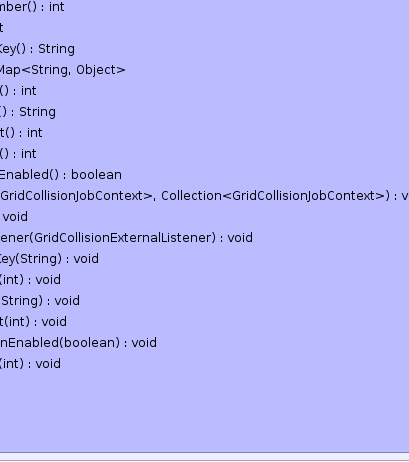 mber() : int
t
Key() : String
Map<String, Object>
() : int
() : String
t() : int
() : int
Enabled() : boolean
GridCollisionJobContext>, Collection<GridCollisionJobContext>) : v
void
ener(GridCollisionExternalListener) : void
Key(String) : void
(int) : void
String) : void
t(int) : void
nEnabled(boolean) : void
(int) : void